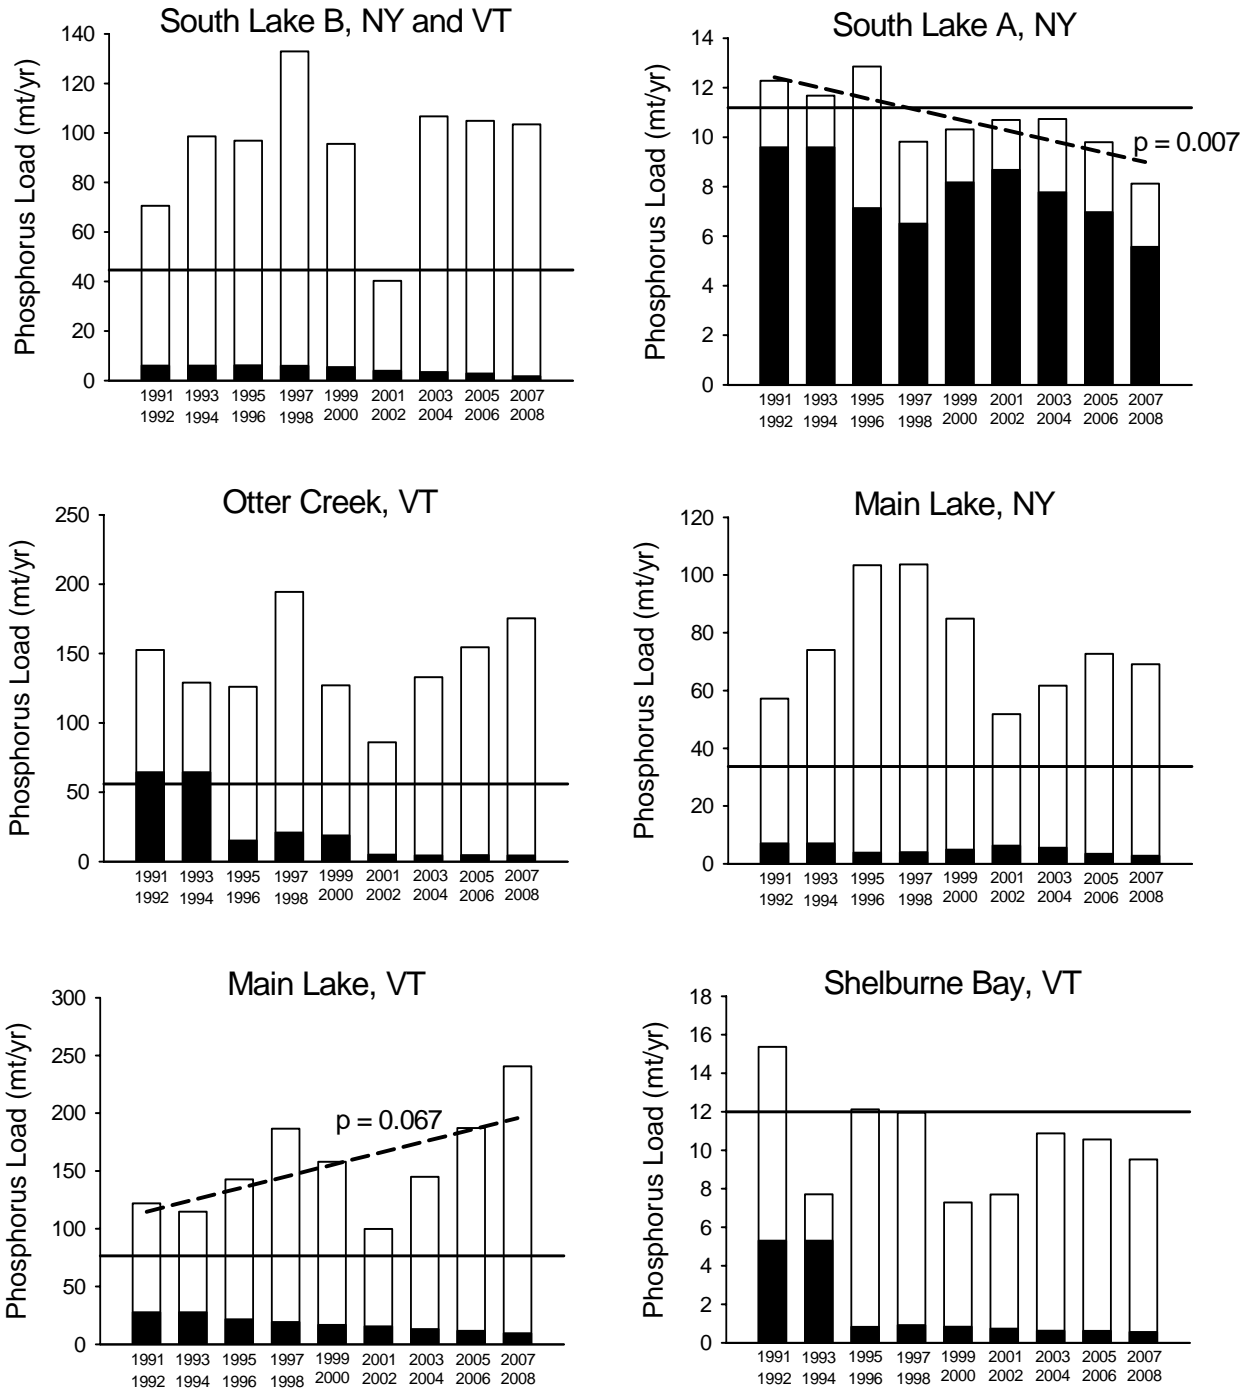 South Lake B, NY and VT
Phosphorus Load (mt/yr)
140
120
100
80
60
40
20
0
1991 1993 1995 1997 1999 2001 2003 2005 2007
1992 1994 1996 1998 2000 2002 2004 2006 2008
South Lake A, NY
Phosphorus Load (mt/yr)
14
12
10
8
6
4
2
0
p = 0.007
1991 1993 1995 1997 1999 2001 2003 2005 2007
1992 1994 1996 1998 2000 2002 2004 2006 2008
Otter Creek, VT
Phosphorus Load (mt/yr)
250
200
150
100
50
0
1991 1993 1995 1997 1999 2001 2003 2005 2007
1992 1994 1996 1998 2000 2002 2004 2006 2008
Main Lake, NY
Phosphorus Load (mt/yr)
120
100
80
60
40
20
0
1991 1993 1995 1997 1999 2001 2003 2005 2007
1992 1994 1996 1998 2000 2002 2004 2006 2008
Main Lake, VT
Phosphorus Load (mt/yr)
300
250
200
150
100
50
0
p = 0.067
1991 1993 1995 1997 1999 2001 2003 2005 2007
1992 1994 1996 1998 2000 2002 2004 2006 2008
Shelburne Bay, VT
Phosphorus Load (mt/yr)
18
16
14
12
10
8
6
4
2
0
1991 1993 1995 1997 1999 2001 2003 2005 2007
1992 1994 1996 1998 2000 2002 2004 2006 2008